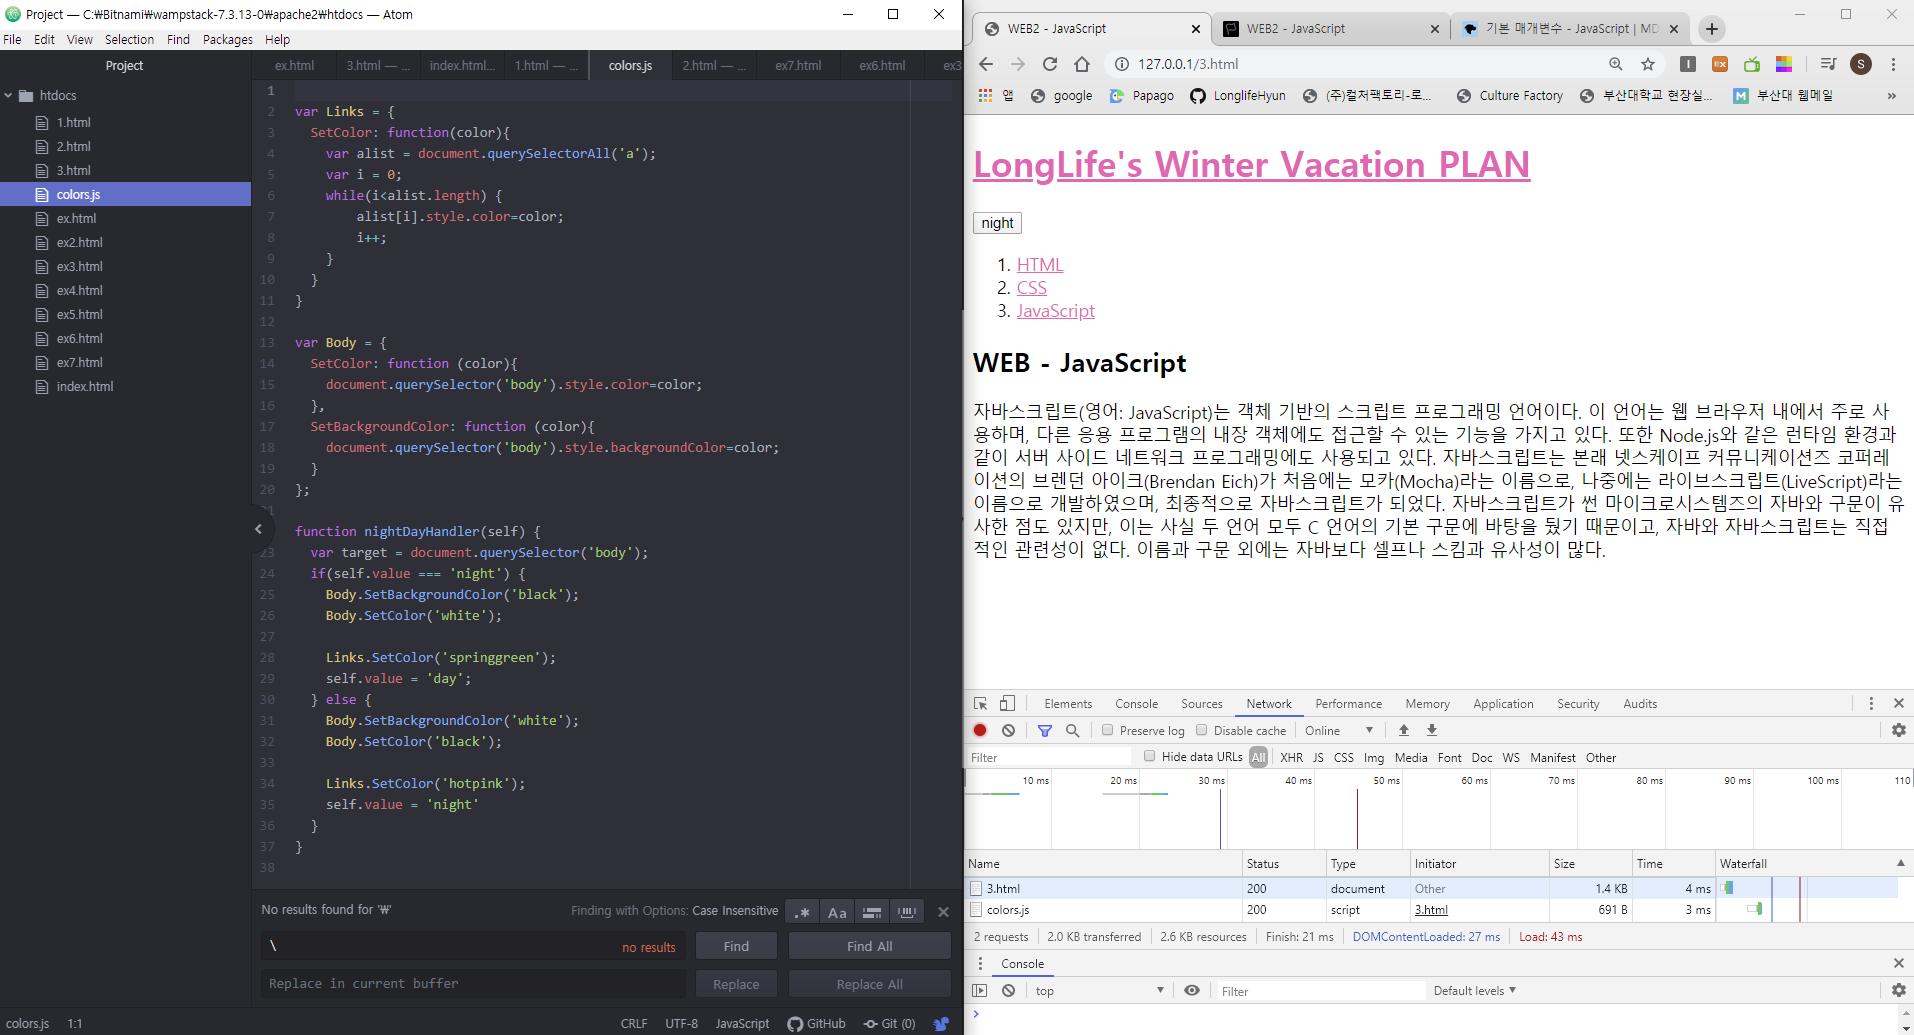 Project — C:₩Bitnami₩wampstack-7.3.13-0₩apache2₩htdocs — Atom
File Edit View Selection Find Packages Help
Project
htdocs
1.html
2.html
3.html
colors.js
ex.html
ex2.html
ex3.html
ex4.html
ex5.html
ex6.html
ex7.html
index.html
ex.html 3.html — ... index.html... 1.html — ... colors.js 2.html — ... ex7.html ex6.html ex3
1
2 var Links = {
3 SetColor: function(color){
4 var alist = document.querySelectorAll('a');
5 var i = 0;
6 while(i<alist.length) {
7 alist[i].style.color=color;
8 i++;
9 }
10 }
11 }
12
13 var Body = {
14 SetColor: function (color){
15 document.querySelector('body').style.color=color;
16 },
17 SetBackgroundColor: function (color){
18 document.querySelector('body').style.backgroundColor=color;
19 }
20 };
21
function nightDayHandler(self) {
23 var target = document.querySelector('body');
24 if(self.value === 'night') {
25 Body.SetBackgroundColor('black');
26 Body.SetColor('white');
27
28 Links.SetColor('springgreen');
29 self.value = 'day';
30 } else {
31 Body.SetBackgroundColor('white');
32 Body.SetColor('black');
33
34 Links.SetColor('hotpink');
35 self.value = 'night'
36 }
37 }
38
No results found for '₩' Finding with Options: Case Insensitive .* Aa
\ no results Find Find All
Replace in current buffer Replace Replace All
colors.js 1:1 CRLF UTF-8 JavaScript GitHub Git (0)
WEB2 - JavaScript WEB2 - JavaScript 기본 매개변수 - JavaScript | MD
127.0.0.1/3.html I EX S
앱 google Papago LonglifeHyun (주)컬처팩토리-로... Culture Factory 부산대학교 현장실... M 부산대 웹메일 »
LongLife's Winter Vacation PLAN
night
1. HTML
2. CSS
3. JavaScript
WEB - JavaScript
자바스크립트(영어: JavaScript)는 객체 기반의 스크립트 프로그래밍 언어이다. 이 언어는 웹 브라우저 내에서 주로 사
용하며, 다른 응용 프로그램의 내장 객체에도 접근할 수 있는 기능을 가지고 있다. 또한 Node.js와 같은 런타임 환경과
같이 서버 사이드 네트워크 프로그래밍에도 사용되고 있다. 자바스크립트는 본래 넷스케이프 커뮤니케이션즈 코퍼레
이션의 브렌던 아이크(Brendan Eich)가 처음에는 모카(Mocha)라는 이름으로, 나중에는 라이브스크립트(LiveScript)라는
이름으로 개발하였으며, 최종적으로 자바스크립트가 되었다. 자바스크립트가 썬 마이크로시스템즈의 자바와 구문이 유
사한 점도 있지만, 이는 사실 두 언어 모두 C 언어의 기본 구문에 바탕을 뒀기 때문이고, 자바와 자바스크립트는 직접
적인 관련성이 없다. 이름과 구문 외에는 자바보다 셀프나 스킴과 유사성이 많다.
Elements Console Sources Network Performance Memory Application Security Audits
Preserve log Disable cache Online
Filter Hide data URLs All XHR JS CSS Img Media Font Doc WS Manifest Other
10 ms 20 ms 30 ms 40 ms 50 ms 60 ms 70 ms 80 ms 90 ms 100 ms 110
Name Status Type Initiator Size Time Waterfall
3.html 200 document Other 1.4 KB 4 ms
colors.js 200 script 3.html 691 B 3 ms
2 requests 2.0 KB transferred 2.6 KB resources Finish: 21 ms DOMContentLoaded: 27 ms Load: 43 ms
Console
top Filter Default levels